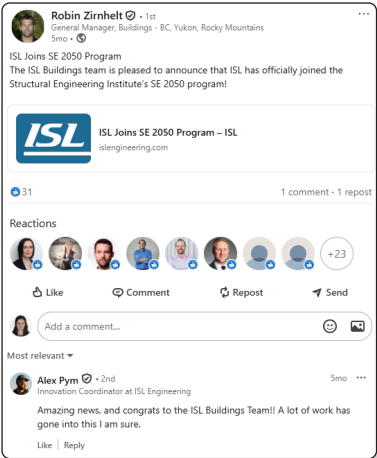 Robin Zirnhelt • 1st
General Manager, Buildings - BC, Yukon, Rocky Mountains
5mo •
ISL Joins SE 2050 Program
The ISL Buildings team is pleased to announce that ISL has officially joined the
Structural Engineering Institute's SE 2050 program!
ISL
ISL Joins SE 2050 Program – ISL
islengineering.com
31
1 comment • 1 repost
Reactions
+23
Like
Comment
Repost
Send
Add a comment...
Most relevant
Alex Pym • 2nd
5mo
Innovation Coordinator at ISL Engineering
Amazing news, and congrats to the ISL Buildings Team!! A lot of work has
gone into this I am sure.
Like | Reply